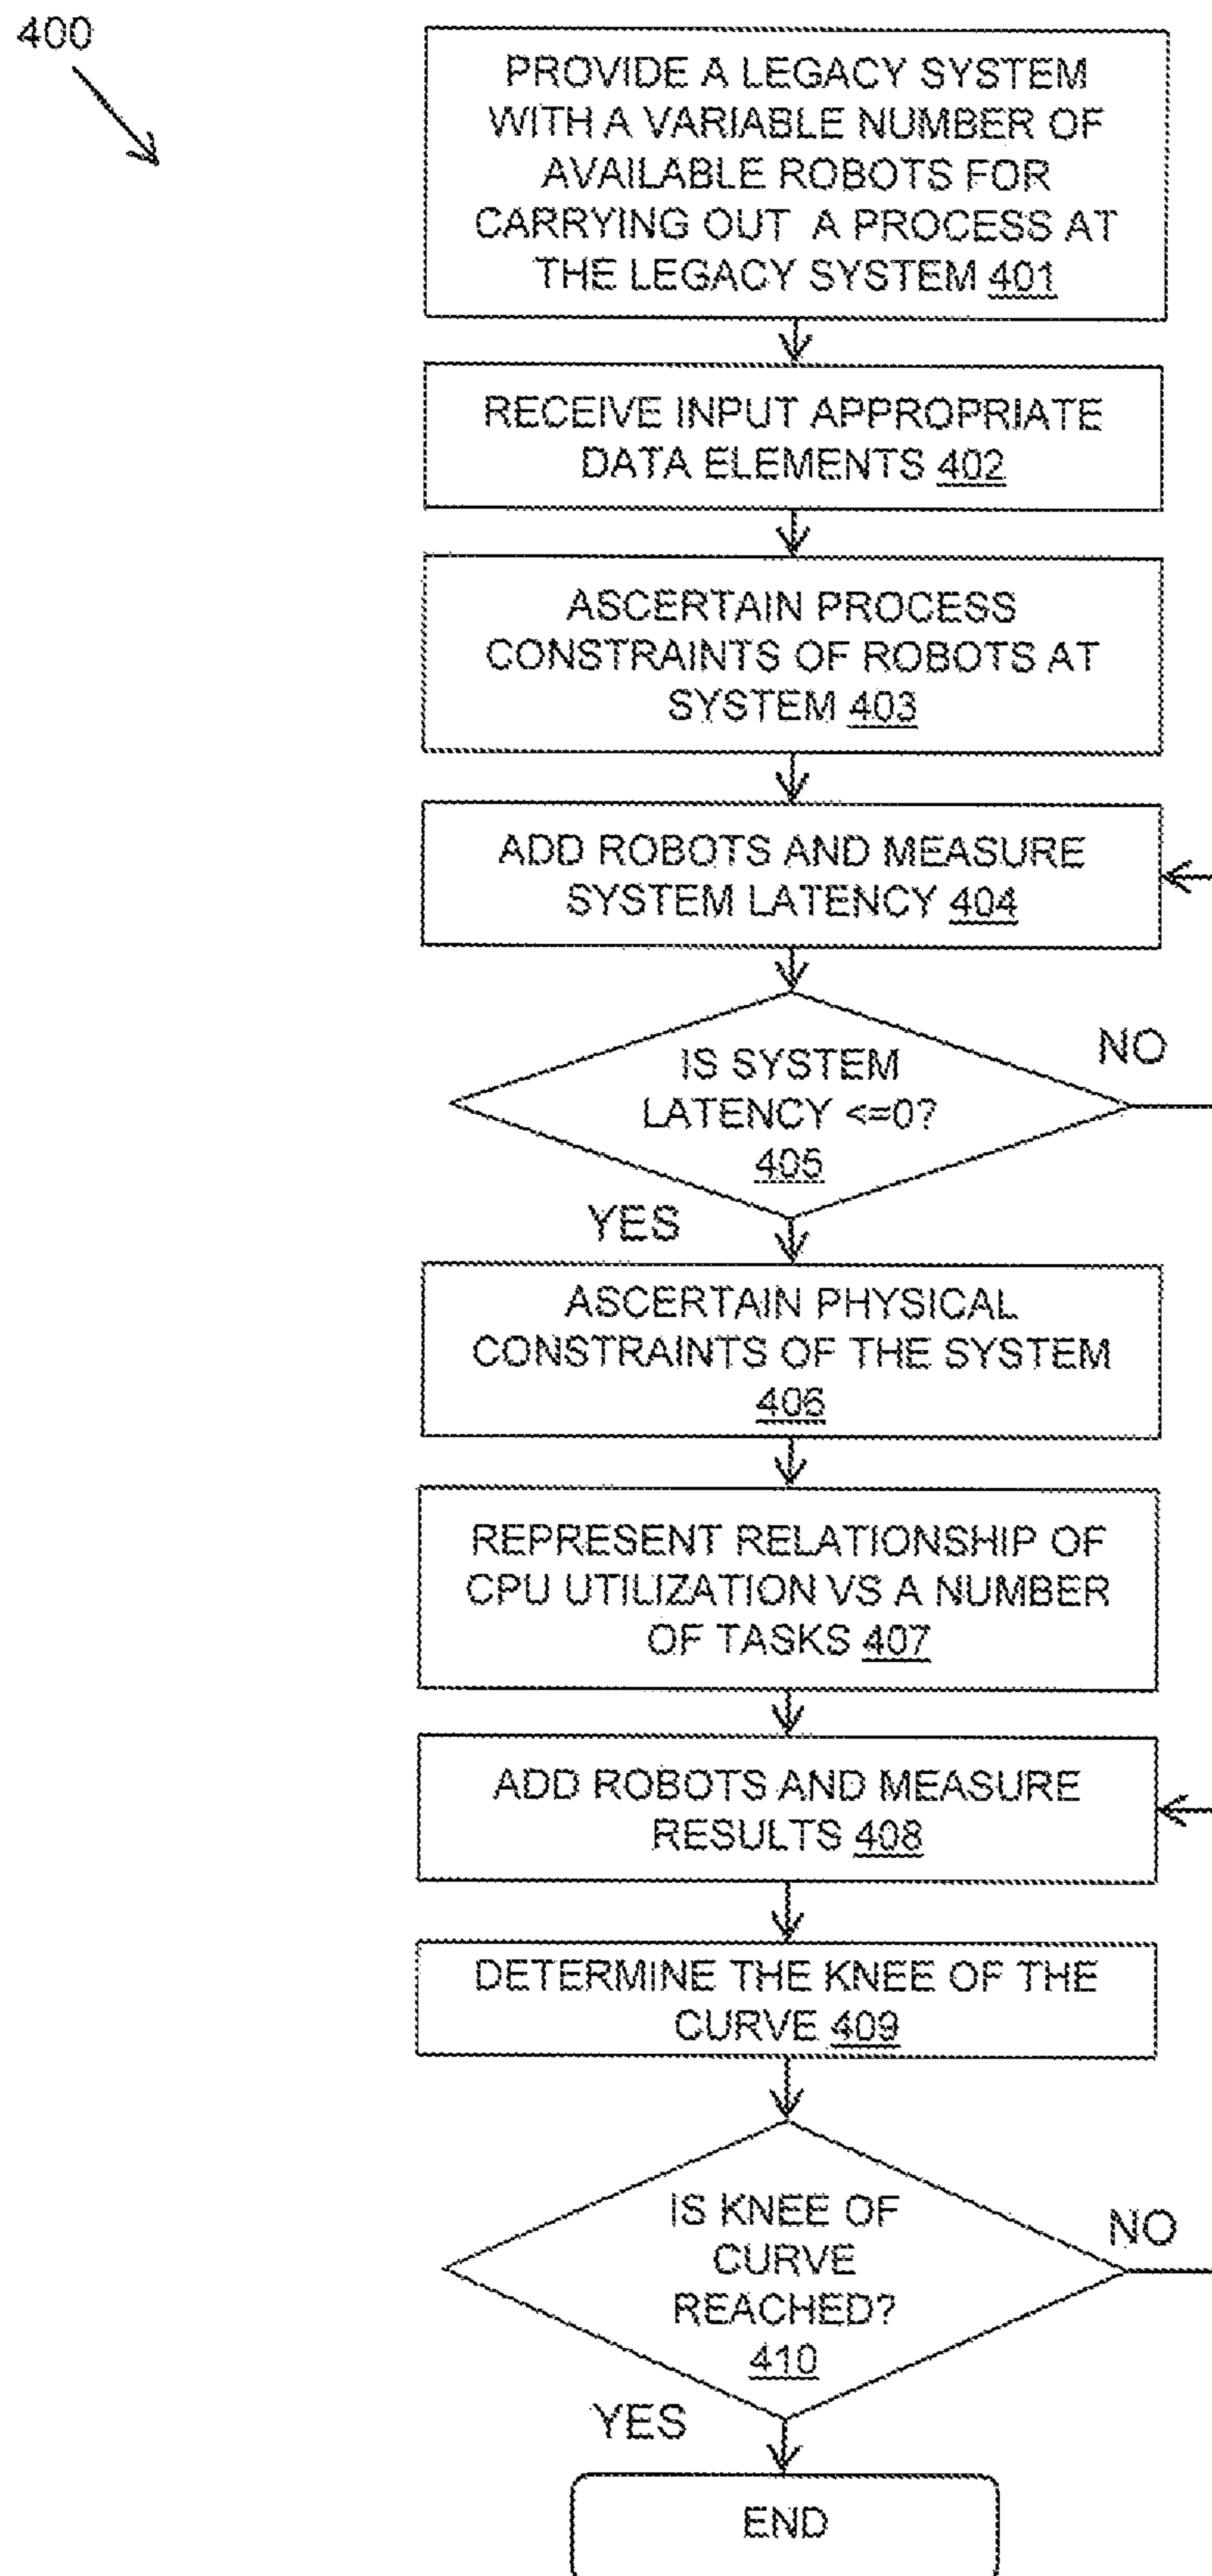 400
PROVIDE A LEGACY SYSTEM
WITH A VARIABLE NUMBER OF
AVAILABLE ROBOTS FOR
CARRYING OUT A PROCESS AT
THE LEGACY SYSTEM 401
RECEIVE INPUT APPROPRIATE
DATA ELEMENTS 402
ASCERTAIN PROCESS
CONSTRAINTS OF ROBOTS AT
SYSTEM 403
ADD ROBOTS AND MEASURE
SYSTEM LATENCY 404
IS SYSTEM
LATENCY <=0?
405
NO
YES
ASCERTAIN PHYSICAL
CONSTRAINTS OF THE SYSTEM
406
REPRESENT RELATIONSHIP OF
CPU UTILIZATION VS A NUMBER
OF TASKS 407
ADD ROBOTS AND MEASURE
RESULTS 408
DETERMINE THE KNEE OF THE
CURVE 409
IS KNEE OF
CURVE
REACHED?
410
NO
YES
END